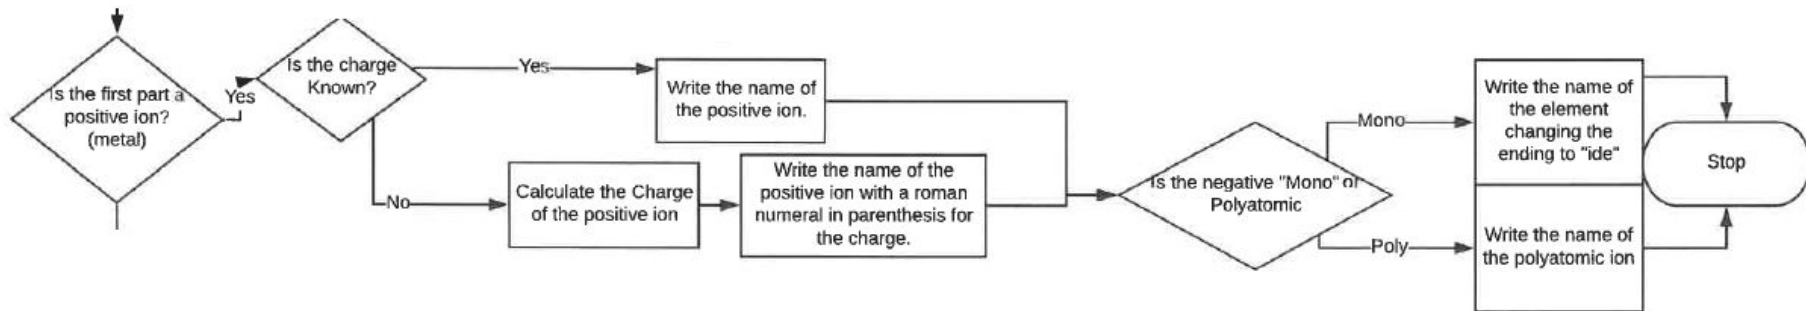 Is the first part a
positive ion?
(metal)
Yes
Is the charge
Known?
Yes
Write the name of
the positive ion.
No
Calculate the Charge
of the positive ion
Write the name of the
positive ion with a roman
numeral in parenthesis for
the charge.
Is the negative "Mono" or
Polyatomic
Mono
Write the name of
the element
changing the
ending to "ide"
Poly
Write the name of
the polyatomic ion
Stop